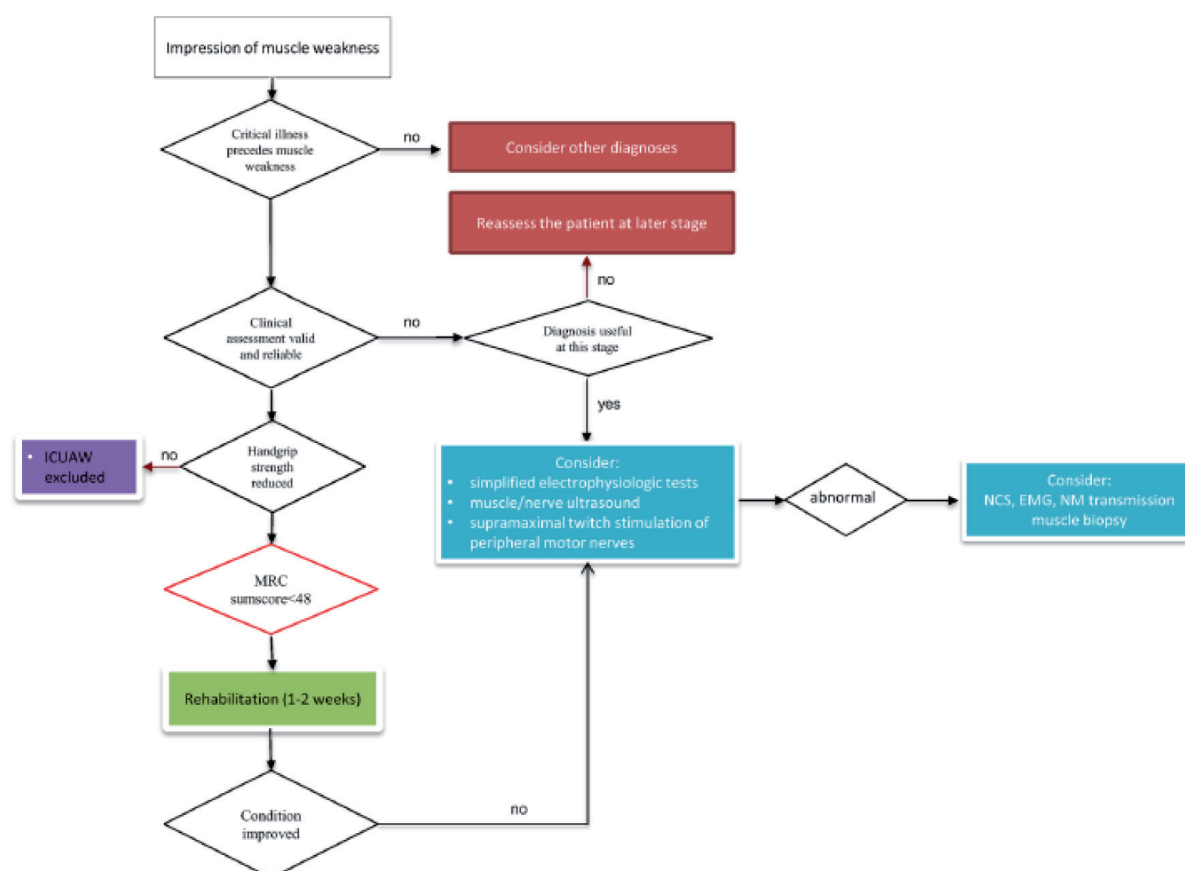 Impression of muscle weakness
Critical illness
precedes muscle
weakness
no
Consider other diagnoses
Reassess the patient at later stage
no
Clinical
assessment valid
and reliable
no
Diagnosis useful
at this stage
yes
• ICUAW
excluded
no
Handgrip
strength
reduced
Consider:
• simplified electrophysiologic tests
• muscle/nerve ultrasound
• supramaximal twitch stimulation of
peripheral motor nerves
abnormal
Consider:
NCS, EMG, NM transmission
muscle biopsy
MRC
sumscore<48
Rehabilitation (1-2 weeks)
Condition
improved
no